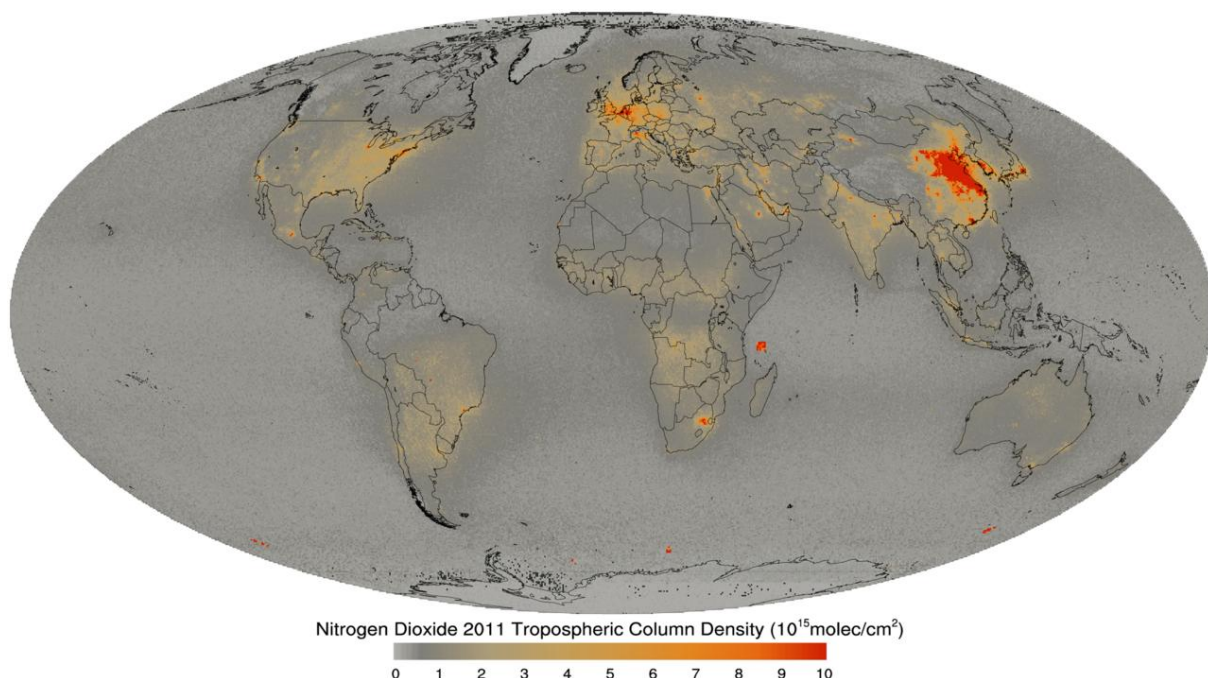 Nitrogen Dioxide 2011 Tropospheric Column Density (10¹⁵molec/cm²)
0 1 2 3 4 5 6 7 8 9 10